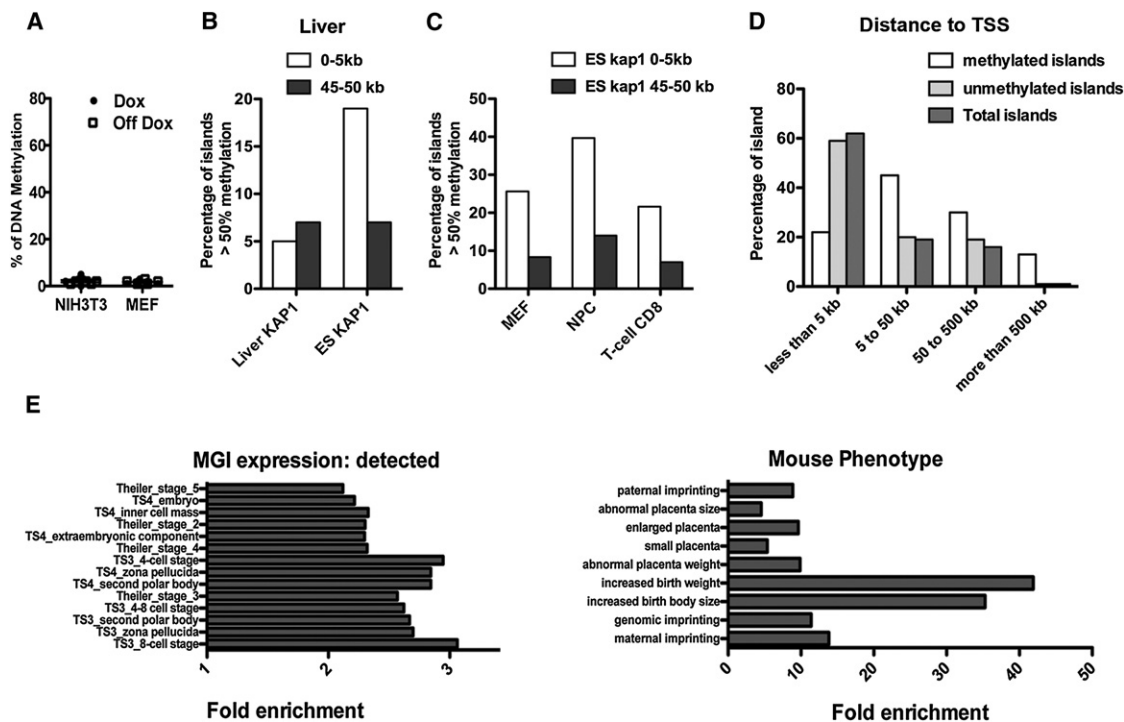 A
% of DNA Methylation
80
60
40
20
0
Dox
Off Dox
NIH3T3
MEF
B
Liver
0-5kb
45-50 kb
Percentage of islands
> 50% methylation
20
15
10
5
0
Liver KAP1
ES KAP1
C
ES kap1 0-5kb
ES kap1 45-50 kb
Percentage of islands
> 50% methylation
50
40
30
20
10
0
MEF
NPC
T-cell CD8
D
Distance to TSS
methylated islands
unmethylated islands
Total islands
Percentage of island
80
60
40
20
0
less than 5 kb
5 to 50 kb
50 to 500 kb
more than 500 kb
E
MGI expression: detected
Theiler_stage_5
TS4_embryo
TS4_inner cell mass
Theiler_stage_2
TS4_extraembryonic component
Theiler_stage_4
TS3_4-cell stage
TS4_zona pellucida
TS4_second polar body
Theiler_stage_3
TS3_4-8 cell stage
TS3_second polar body
TS3_zona pellucida
TS3_8-cell stage
1
2
3
Fold enrichment
Mouse Phenotype
paternal imprinting
abnormal placenta size
enlarged placenta
small placenta
abnormal placenta weight
increased birth weight
increased birth body size
genomic imprinting
maternal imprinting
0
10
20
30
40
50
Fold enrichment